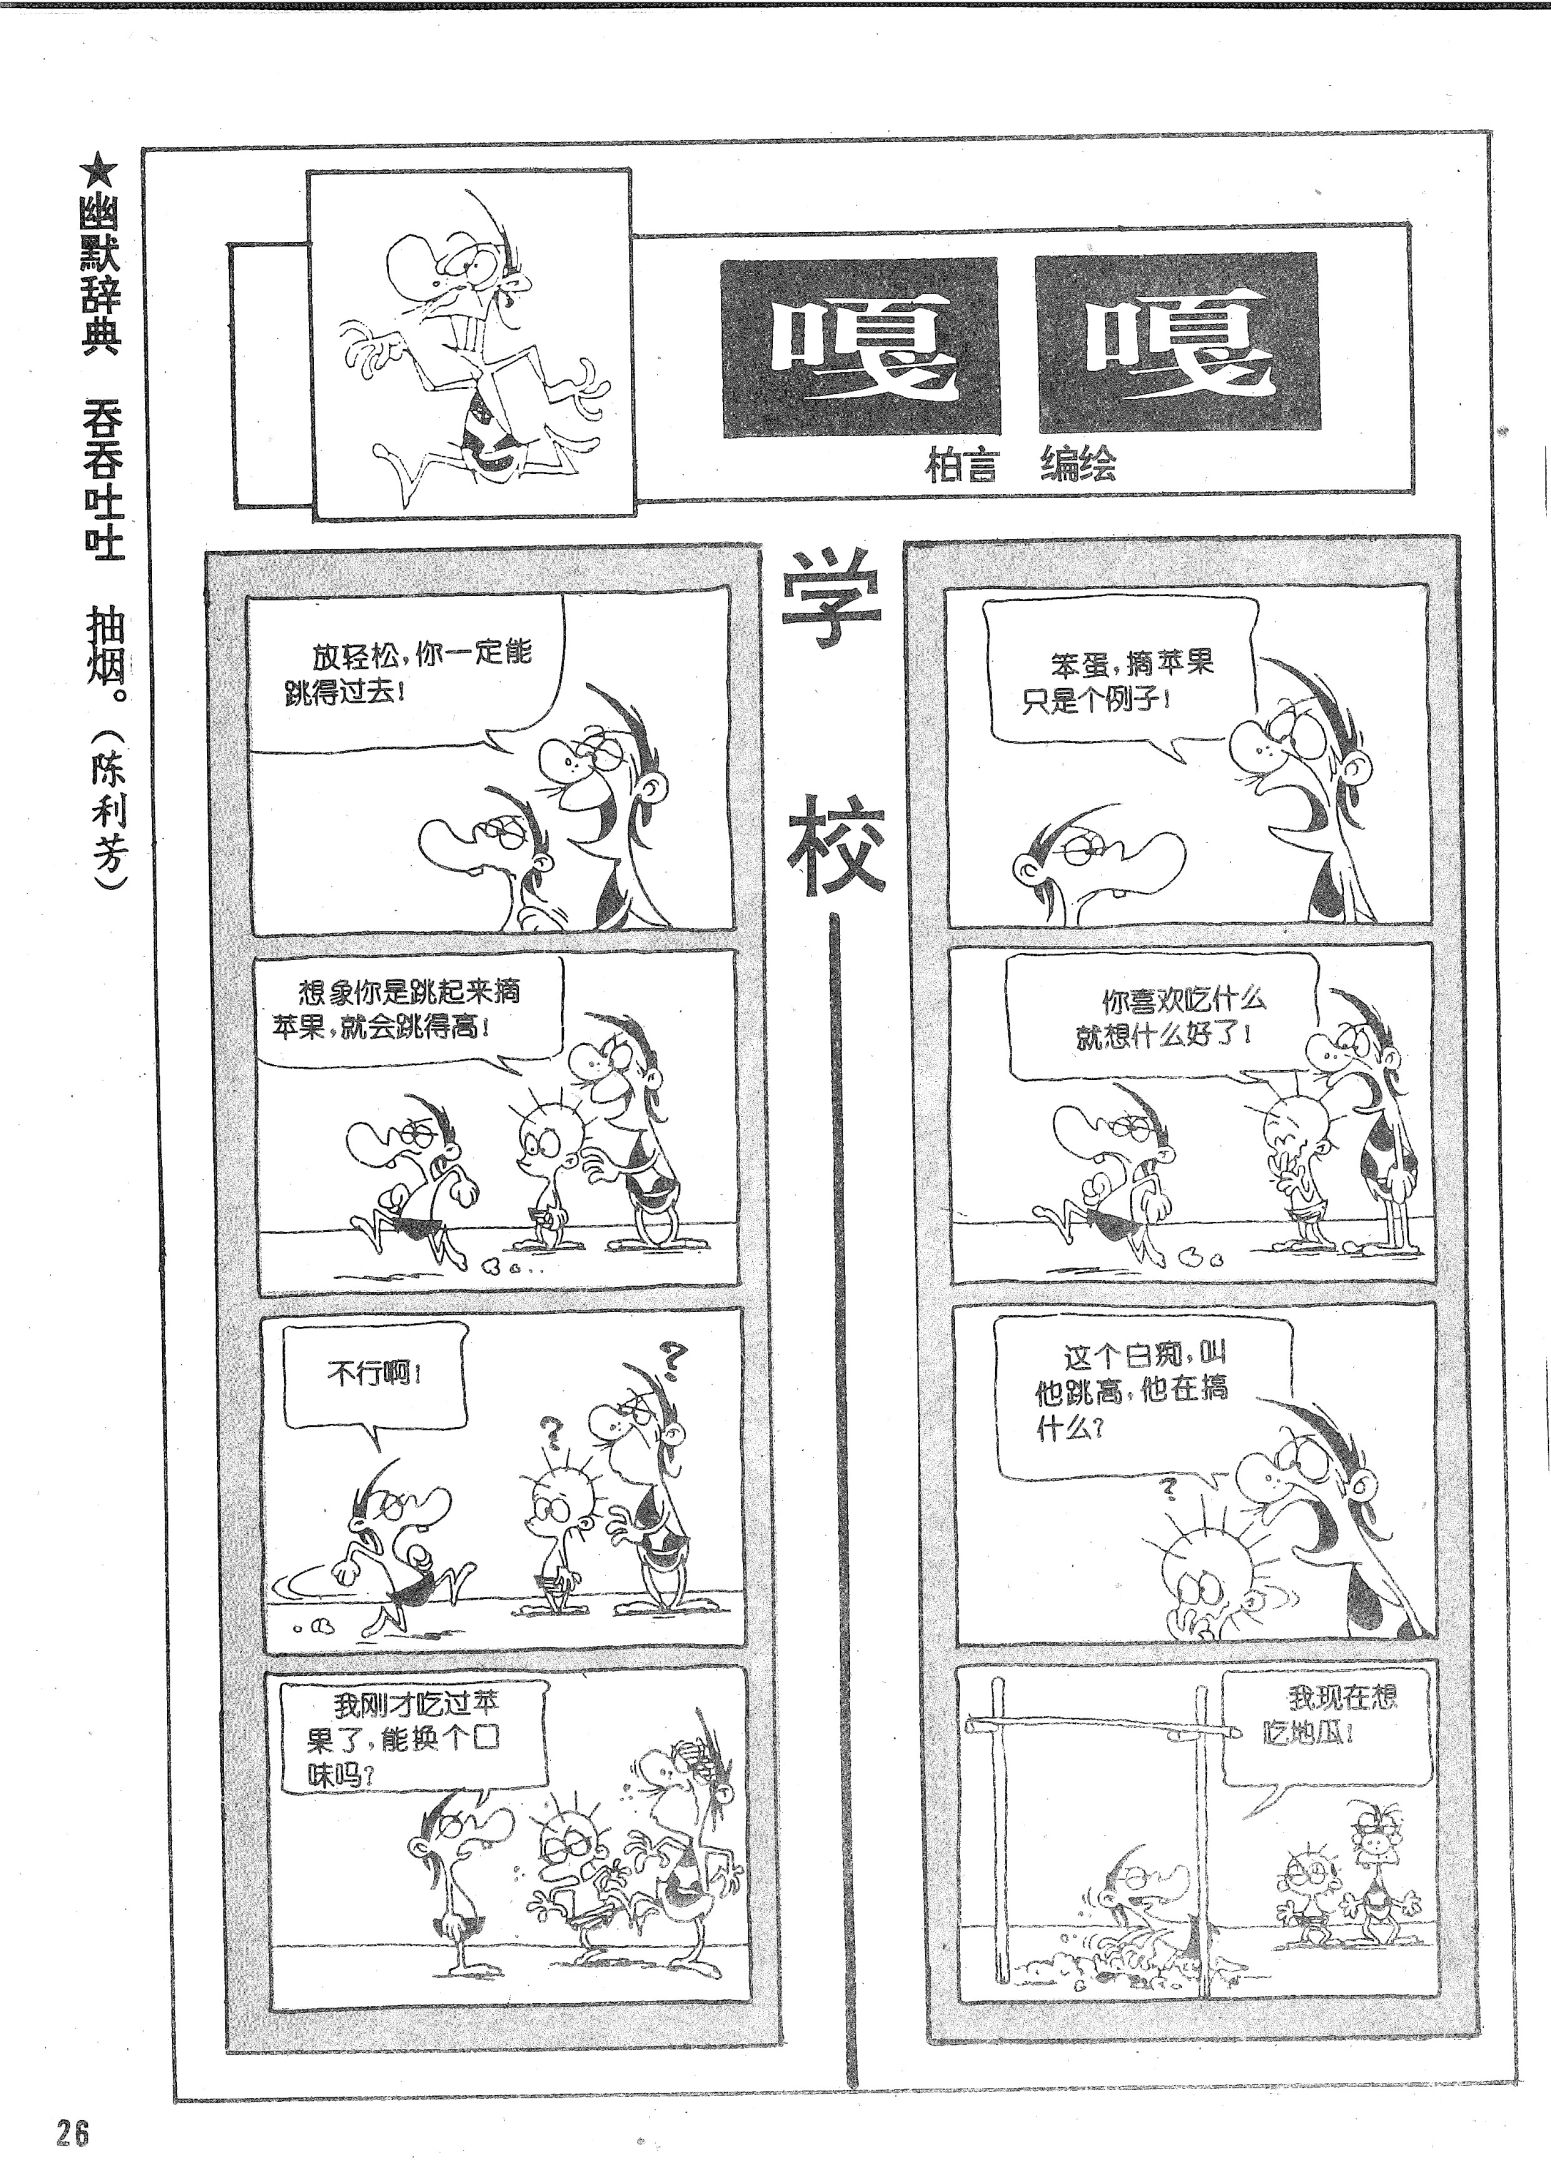 ★幽默辞典 吞吞吐吐 抽烟。(陈利芳)
嘎 嘎
柏言 编绘
学校
放轻松,你一定能
跳得过去!
想象你是跳起来摘
苹果,就会跳得高!
不行啊!
?
?
我刚才吃过苹
果了,能换个口
味吗?
笨蛋,摘苹果
只是个例子!
你喜欢吃什么
就想什么好了!
这个白痴,叫
他跳高,他在搞
什么?
?
我现在想
吃地瓜!
26